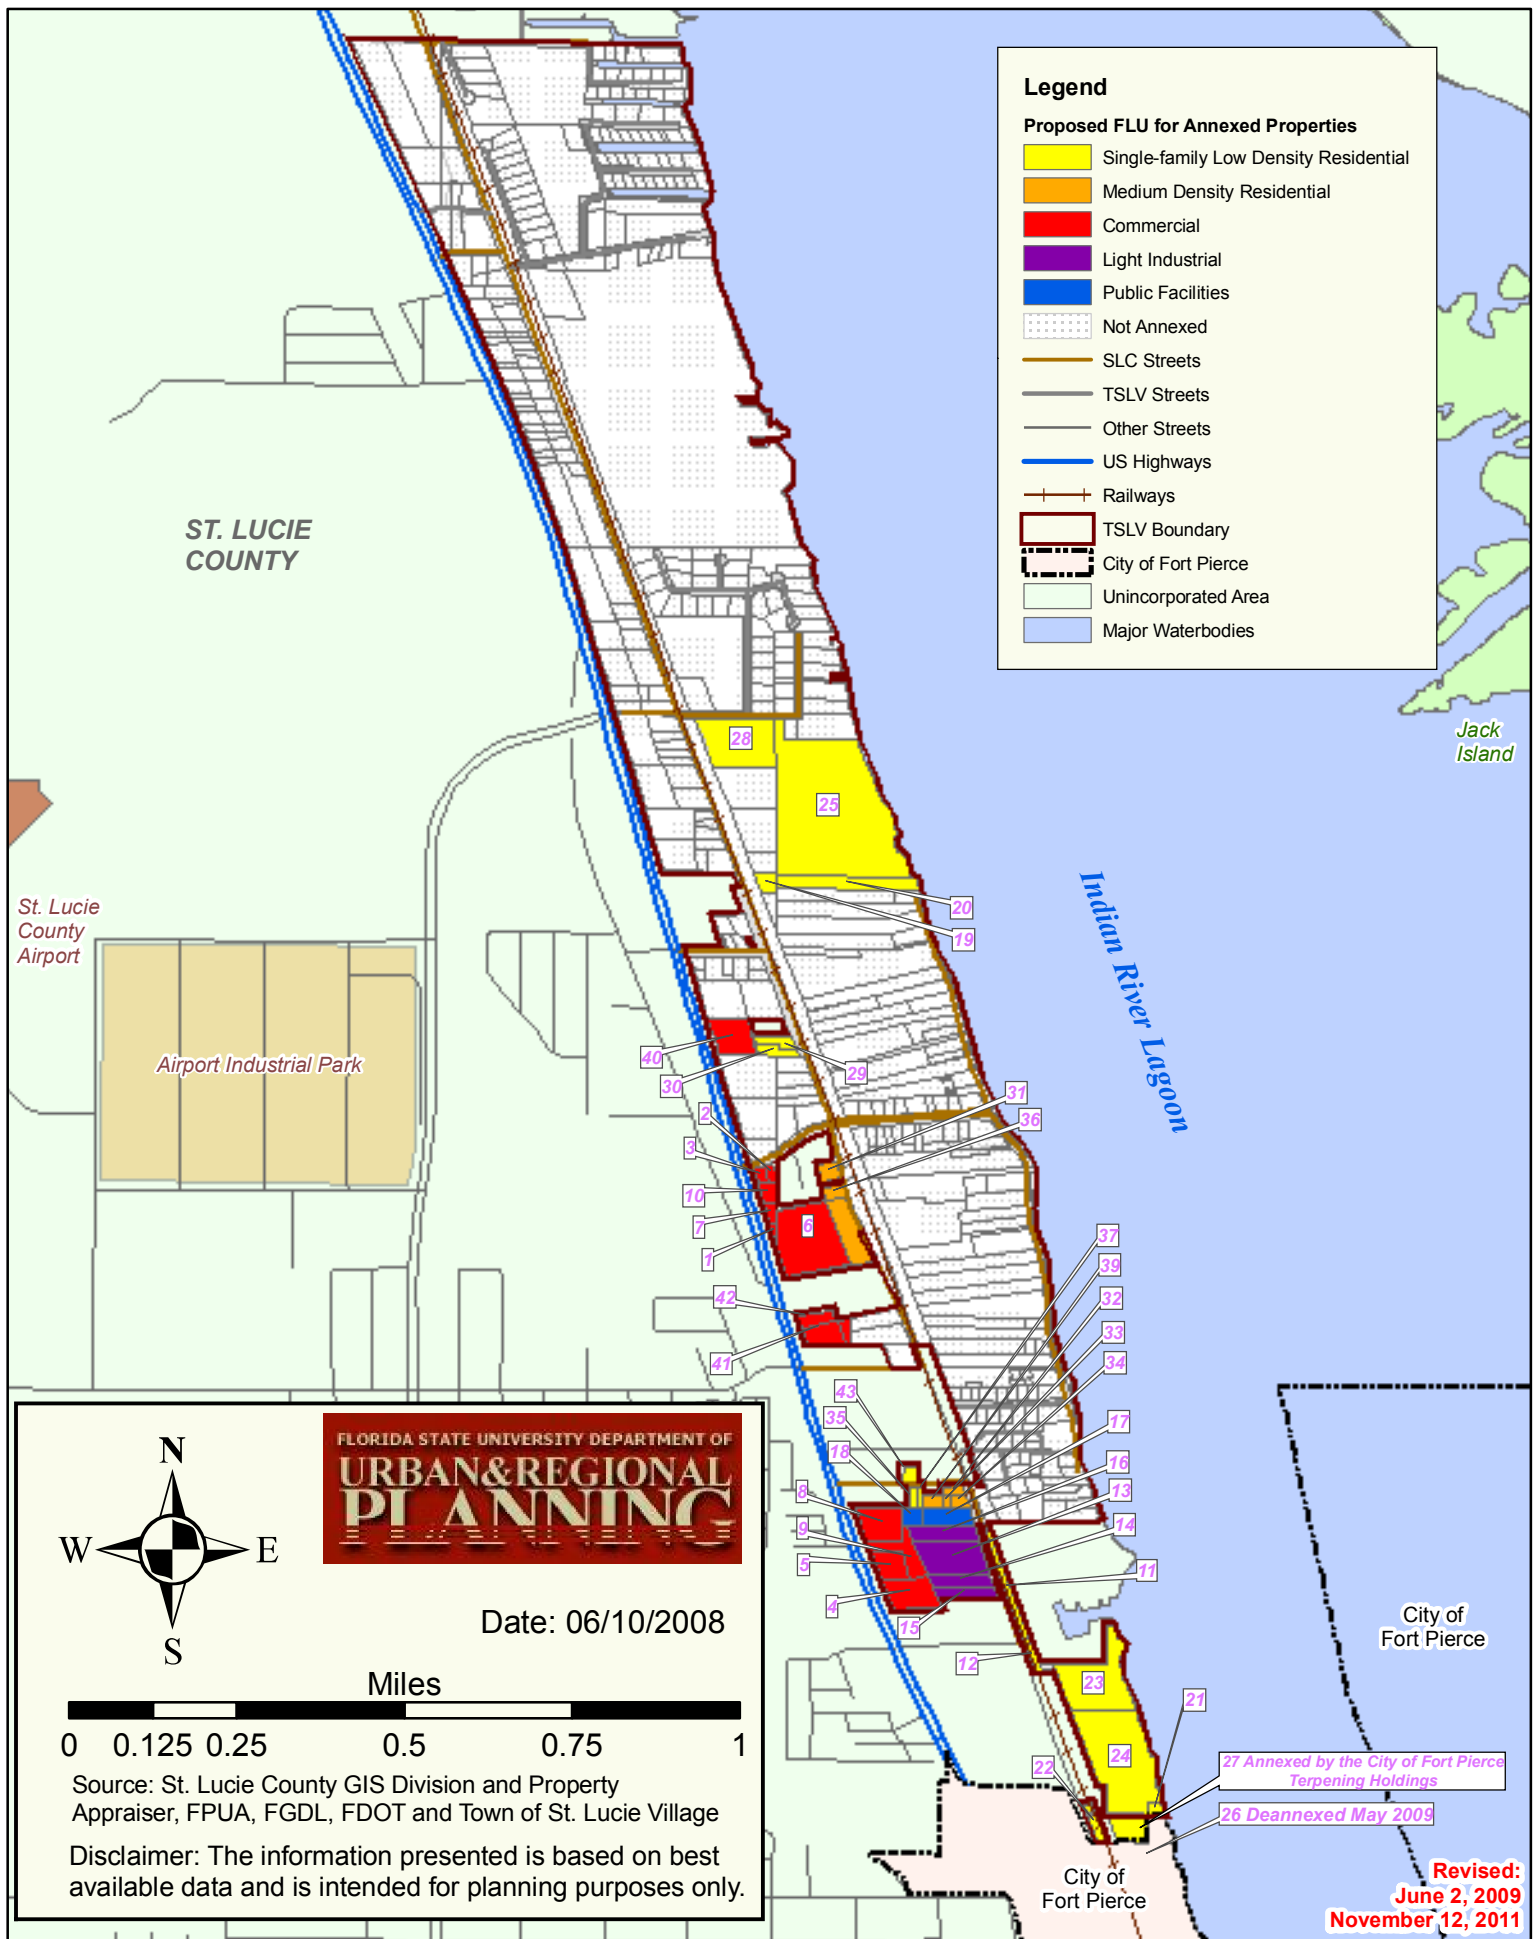 Legend
Proposed FLU for Annexed Properties
Single-family Low Density Residential
Medium Density Residential
Commercial
Light Industrial
Public Facilities
Not Annexed
SLC Streets
TSLV Streets
Other Streets
US Highways
Railways
TSLV Boundary
City of Fort Pierce
Unincorporated Area
Major Waterbodies
ST. LUCIE
COUNTY
Jack
Island
28
25
St. Lucie
County
Airport
20
19
Indian River Lagoon
Airport Industrial Park
40
30
29
31
36
2
3
10
7
1
6
37
39
32
33
34
42
41
43
35
18
17
16
13
14
11
8
9
5
4
15
12
23
21
24
22
27 Annexed by the City of Fort Pierce
Terpening Holdings
26 Deannexed May 2009
City of
Fort Pierce
City of
Fort Pierce
Revised:
June 2, 2009
November 12, 2011
N
W
E
S
FLORIDA STATE UNIVERSITY DEPARTMENT OF
URBAN&REGIONAL
PLANNING
Date: 06/10/2008
Miles
0 0.125 0.25 0.5 0.75 1
Source: St. Lucie County GIS Division and Property
Appraiser, FPUA, FGDL, FDOT and Town of St. Lucie Village
Disclaimer: The information presented is based on best
available data and is intended for planning purposes only.